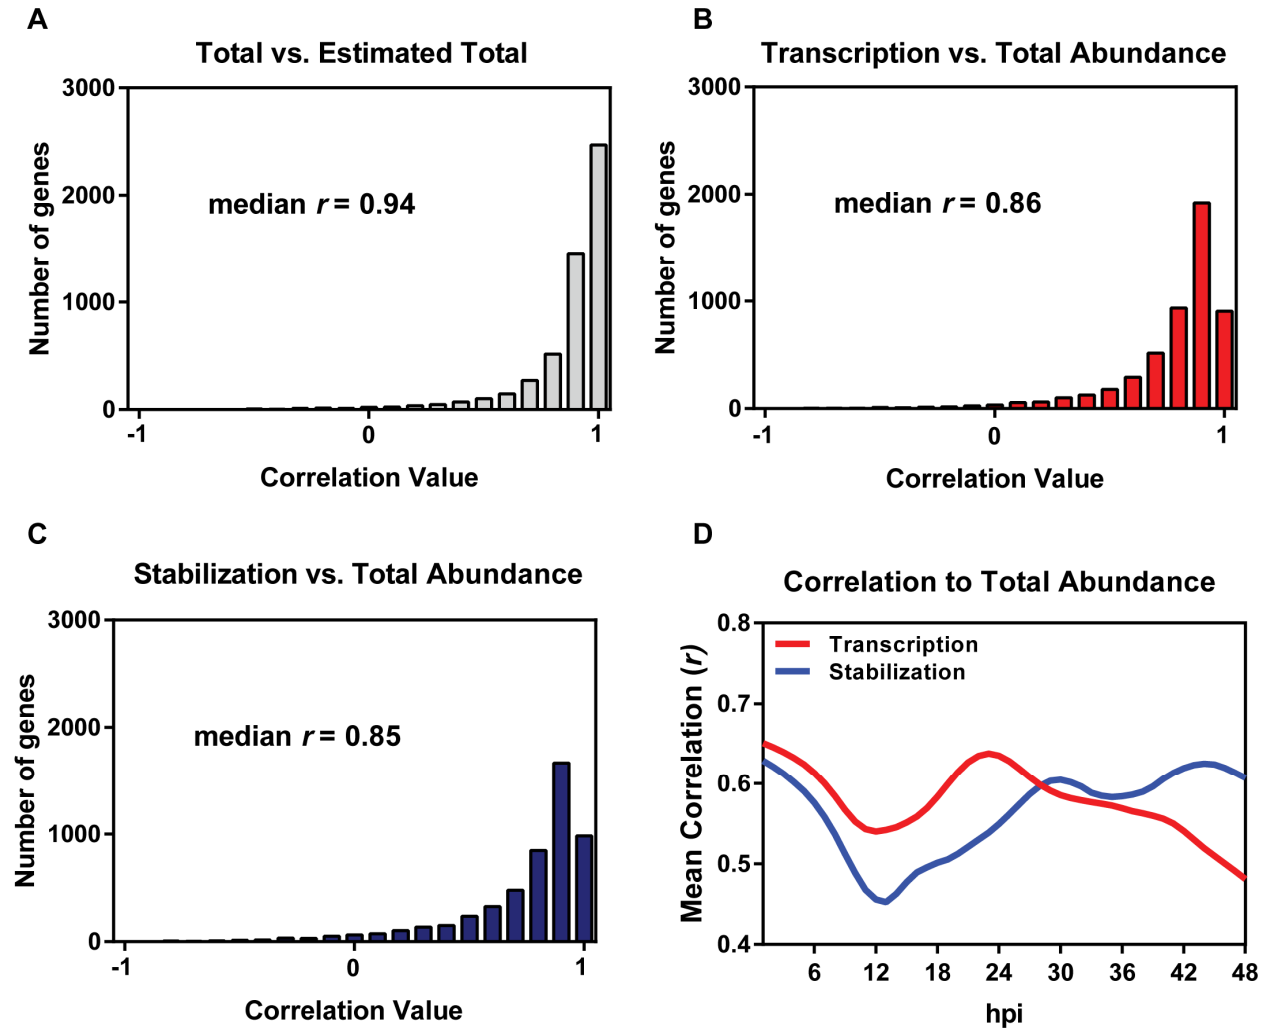 A
Total vs. Estimated Total
3000
2000
1000
0
Number of genes
median r = 0.94
-1
0
1
Correlation Value
B
Transcription vs. Total Abundance
3000
2000
1000
0
Number of genes
median r = 0.86
-1
0
1
Correlation Value
C
Stabilization vs. Total Abundance
3000
2000
1000
0
Number of genes
median r = 0.85
-1
0
1
Correlation Value
D
Correlation to Total Abundance
0.8
0.7
0.6
0.5
0.4
Mean Correlation (r)
Transcription
Stabilization
6
12
18
24
30
36
42
48
hpi